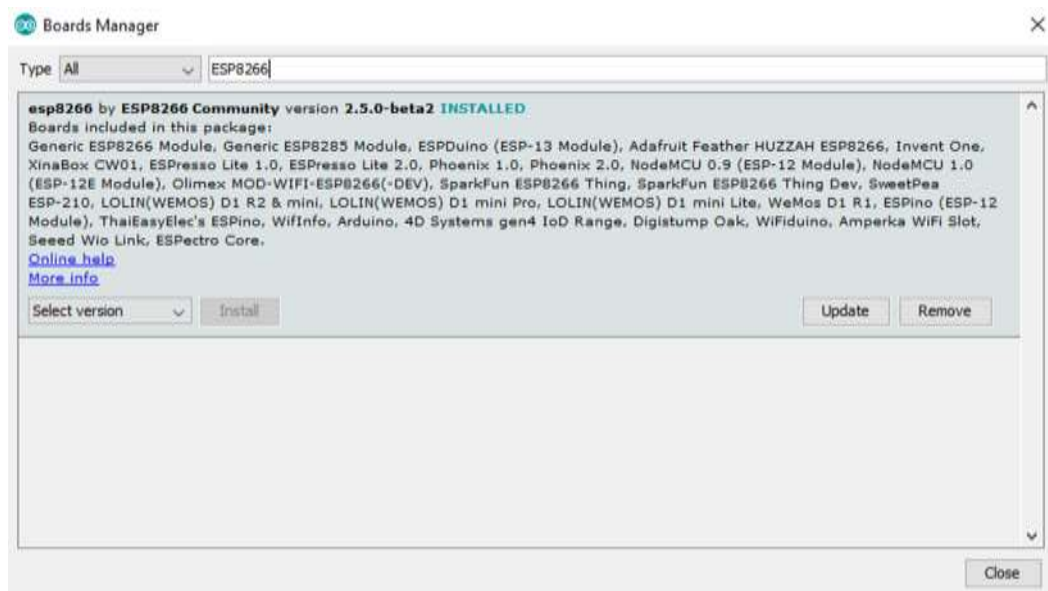 Boards Manager
Type All ESP8266
esp8266 by ESP8266 Community version 2.5.0-beta2 INSTALLED
Boards included in this package:
Generic ESP8266 Module, Generic ESP8285 Module, ESPDuino (ESP-13 Module), Adafruit Feather HUZZAH ESP8266, Invent One,
XinaBox CW01, ESPresso Lite 1.0, ESPresso Lite 2.0, Phoenix 1.0, Phoenix 2.0, NodeMCU 0.9 (ESP-12 Module), NodeMCU 1.0
(ESP-12E Module), Olimex MOD-WIFI-ESP8266(-DEV), SparkFun ESP8266 Thing, SparkFun ESP8266 Thing Dev, SweetPea
ESP-210, LOLIN(WEMOS) D1 R2 & mini, LOLIN(WEMOS) D1 mini Pro, LOLIN(WEMOS) D1 mini Lite, WeMos D1 R1, ESPino (ESP-12
Module), ThaiEasyElec's ESPino, WifInfo, Arduino, 4D Systems gen4 IoD Range, Digistump Oak, WiFiduino, Amperka WiFi Slot,
Seeed Wio Link, ESPectro Core.
Online help
More info
Select version Install Update Remove
Close